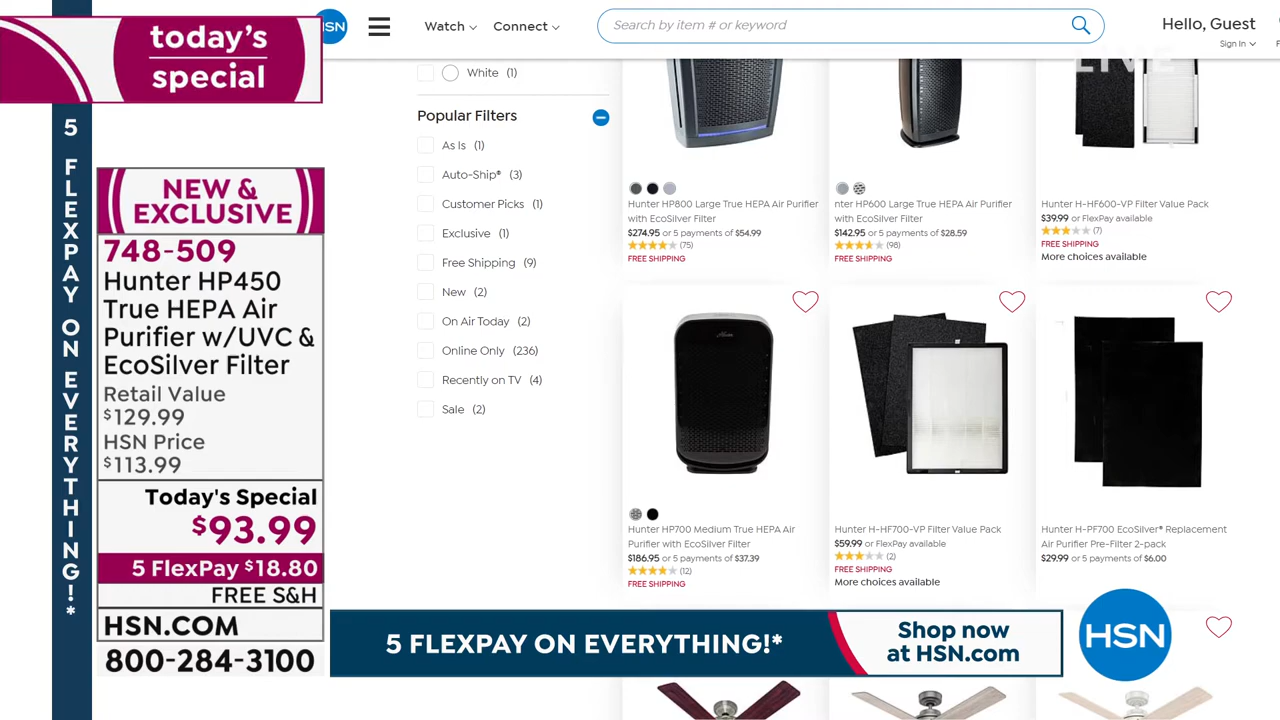 today's
special
5 FLEXPAY ON EVERYTHING!*
NEW &
EXCLUSIVE
748-509
Hunter HP450
True HEPA Air
Purifier w/UVC &
EcoSilver Filter
Retail Value
$129.99
HSN Price
$113.99
Today's Special
$93.99
5 FlexPay $18.80
FREE S&H
HSN.COM
800-284-3100
HSN
Watch
Connect
Search by item # or keyword
Hello, Guest
Sign In
LIVE
White (1)
Popular Filters
As Is (1)
Auto-Ship® (3)
Customer Picks (1)
Exclusive (1)
Free Shipping (9)
New (2)
On Air Today (2)
Online Only (236)
Recently on TV (4)
Sale (2)
Hunter HP800 Large True HEPA Air Purifier
with EcoSilver Filter
$274.95 or 5 payments of $54.99
(75)
FREE SHIPPING
nter HP600 Large True HEPA Air Purifier
with EcoSilver Filter
$142.95 or 5 payments of $28.59
(98)
FREE SHIPPING
Hunter H-HF600-VP Filter Value Pack
$39.99 or FlexPay available
(7)
FREE SHIPPING
More choices available
Hunter HP700 Medium True HEPA Air
Purifier with EcoSilver Filter
$186.95 or 5 payments of $37.39
(12)
FREE SHIPPING
Hunter H-HF700-VP Filter Value Pack
$59.99 or FlexPay available
(2)
FREE SHIPPING
More choices available
Hunter H-PF700 EcoSilver® Replacement
Air Purifier Pre-Filter 2-pack
$29.99 or 5 payments of $6.00
5 FLEXPAY ON EVERYTHING!*
Shop now
at HSN.com
HSN